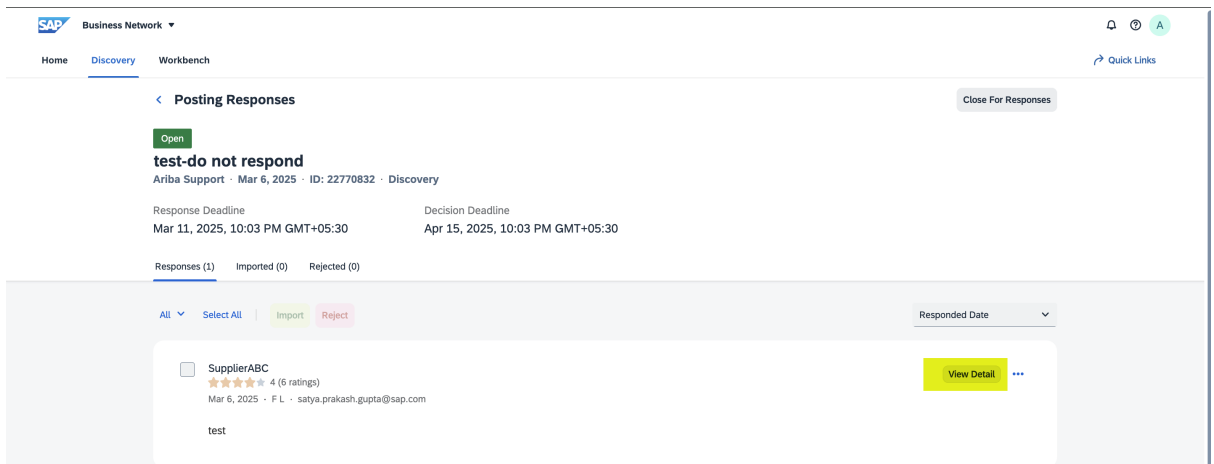 SAP Business Network ▼ A
Home Discovery Workbench Quick Links
Posting Responses Close For Responses
Open
test-do not respond
Ariba Support · Mar 6, 2025 · ID: 22770832 · Discovery
Response Deadline Decision Deadline
Mar 11, 2025, 10:03 PM GMT+05:30 Apr 15, 2025, 10:03 PM GMT+05:30
Responses (1) Imported (0) Rejected (0)
All Select All Import Reject Responded Date
SupplierABC View Detail
4 (6 ratings)
Mar 6, 2025 · F L · satya.prakash.gupta@sap.com
test